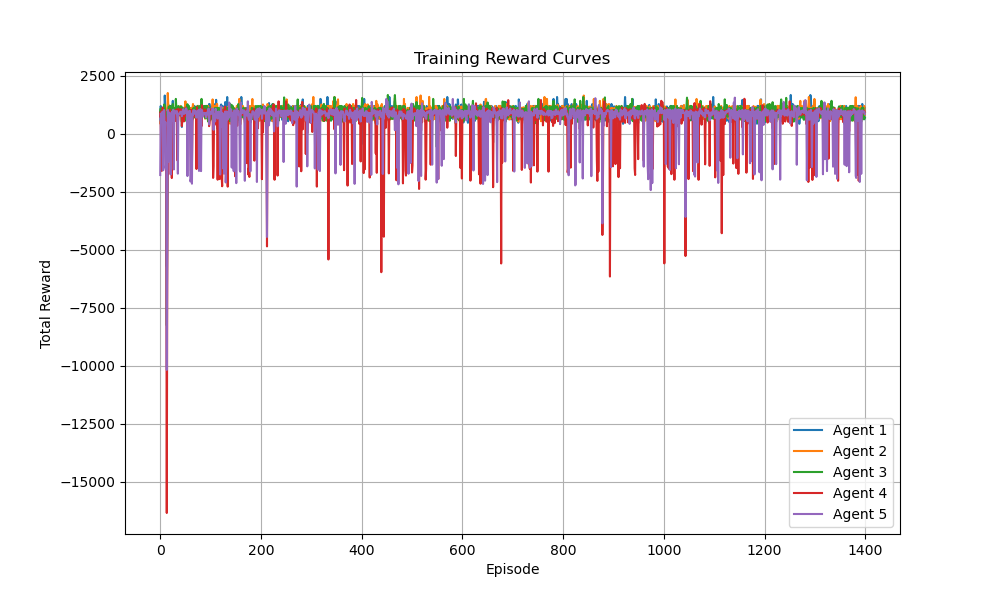 Training Reward Curves
2500
0
−2500
−5000
−7500
−10000
−12500
−15000
Total Reward
0 200 400 600 800 1000 1200 1400
Episode
Agent 1
Agent 2
Agent 3
Agent 4
Agent 5